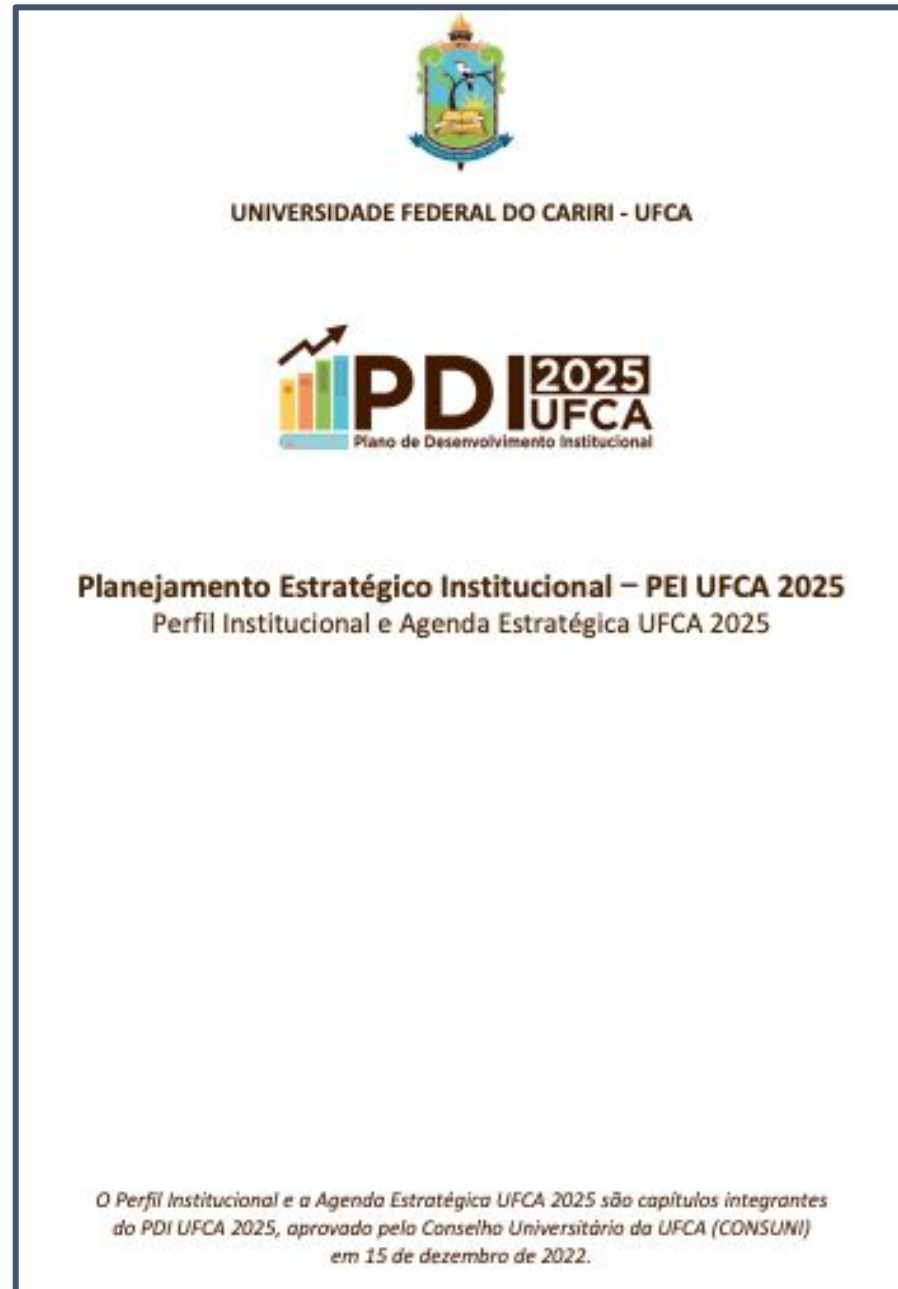 UNIVERSIDADE FEDERAL DO CARIRI - UFCA
PDI 2025 UFCA
Plano de Desenvolvimento Institucional
Planejamento Estratégico Institucional – PEI UFCA 2025
Perfil Institucional e Agenda Estratégica UFCA 2025
O Perfil Institucional e a Agenda Estratégica UFCA 2025 são capítulos integrantes
do PDI UFCA 2025, aprovado pelo Conselho Universitário da UFCA (CONSUNI)
em 15 de dezembro de 2022.